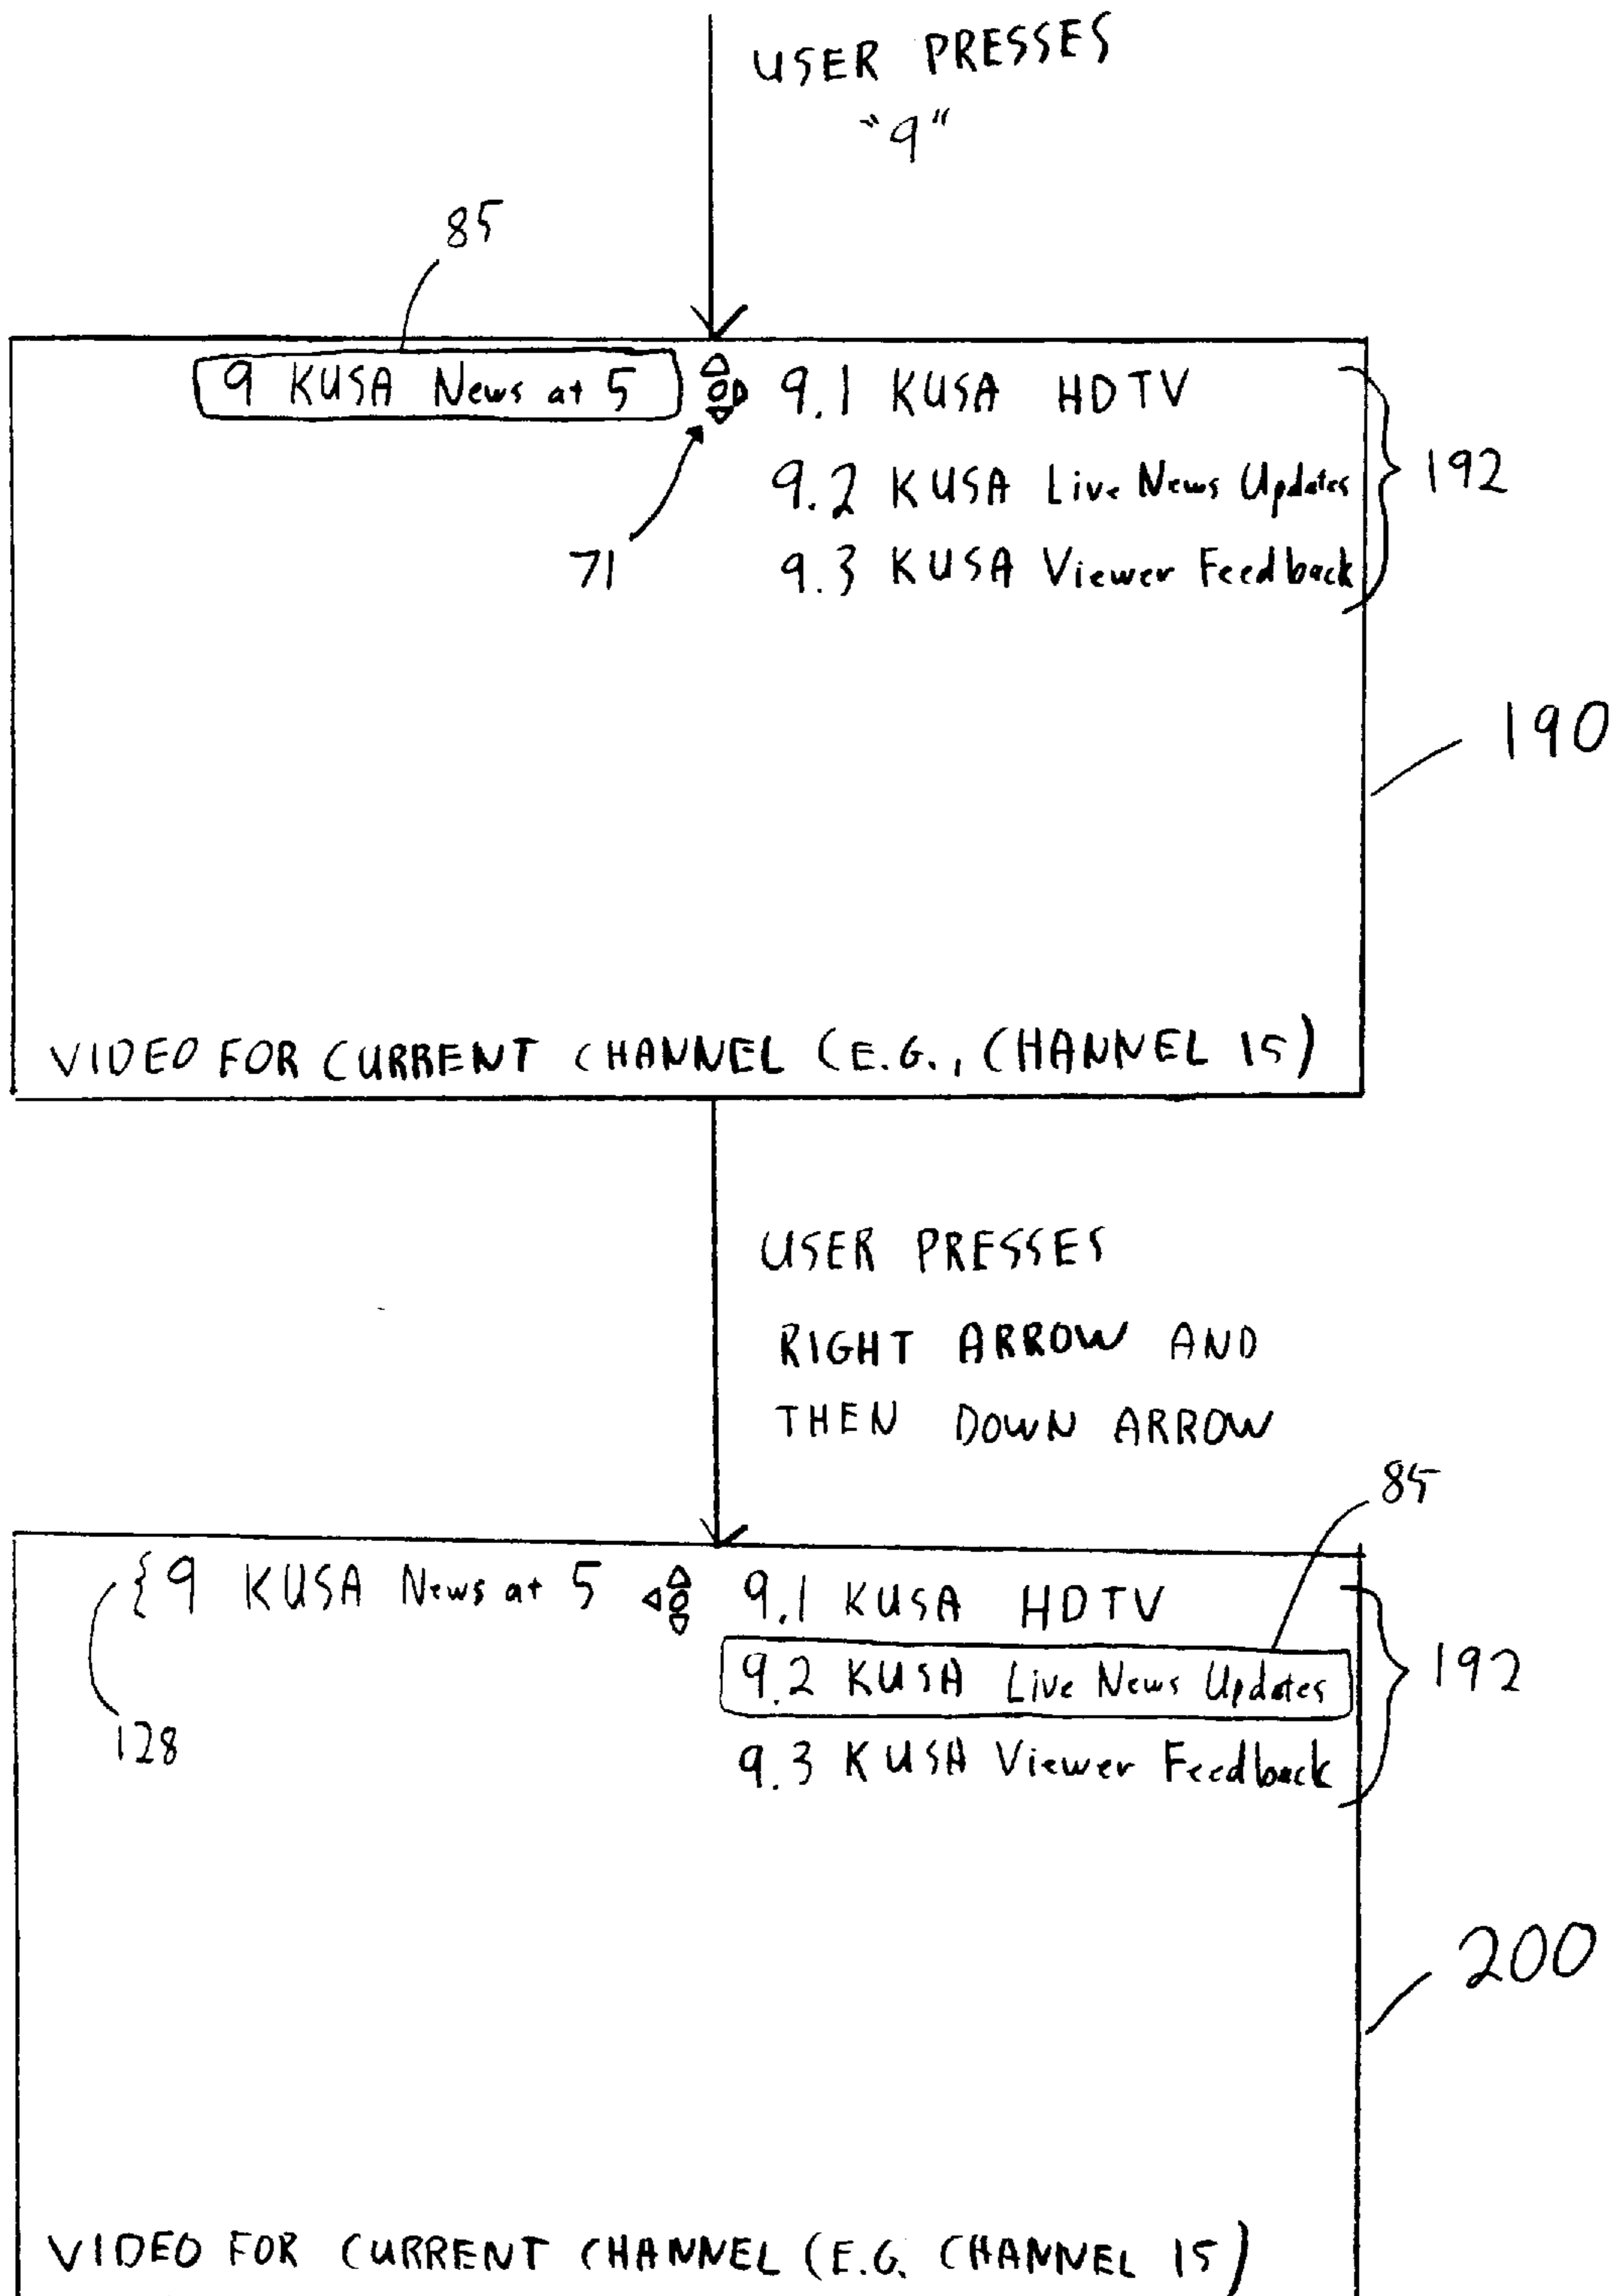 USER PRESSES
"9"
85
9 KUSA News at 5 9.1 KUSA HDTV
9.2 KUSA Live News Updates
192
71
9.3 KUSA Viewer Feedback
190
VIDEO FOR CURRENT CHANNEL (E.G., CHANNEL 15)
USER PRESSES
RIGHT ARROW AND
THEN DOWN ARROW
85
{9 KUSA News at 5 9.1 KUSA HDTV
9.2 KUSA Live News Updates
192
128
9.3 KUSA Viewer Feedback
200
VIDEO FOR CURRENT CHANNEL (E.G. CHANNEL 15)